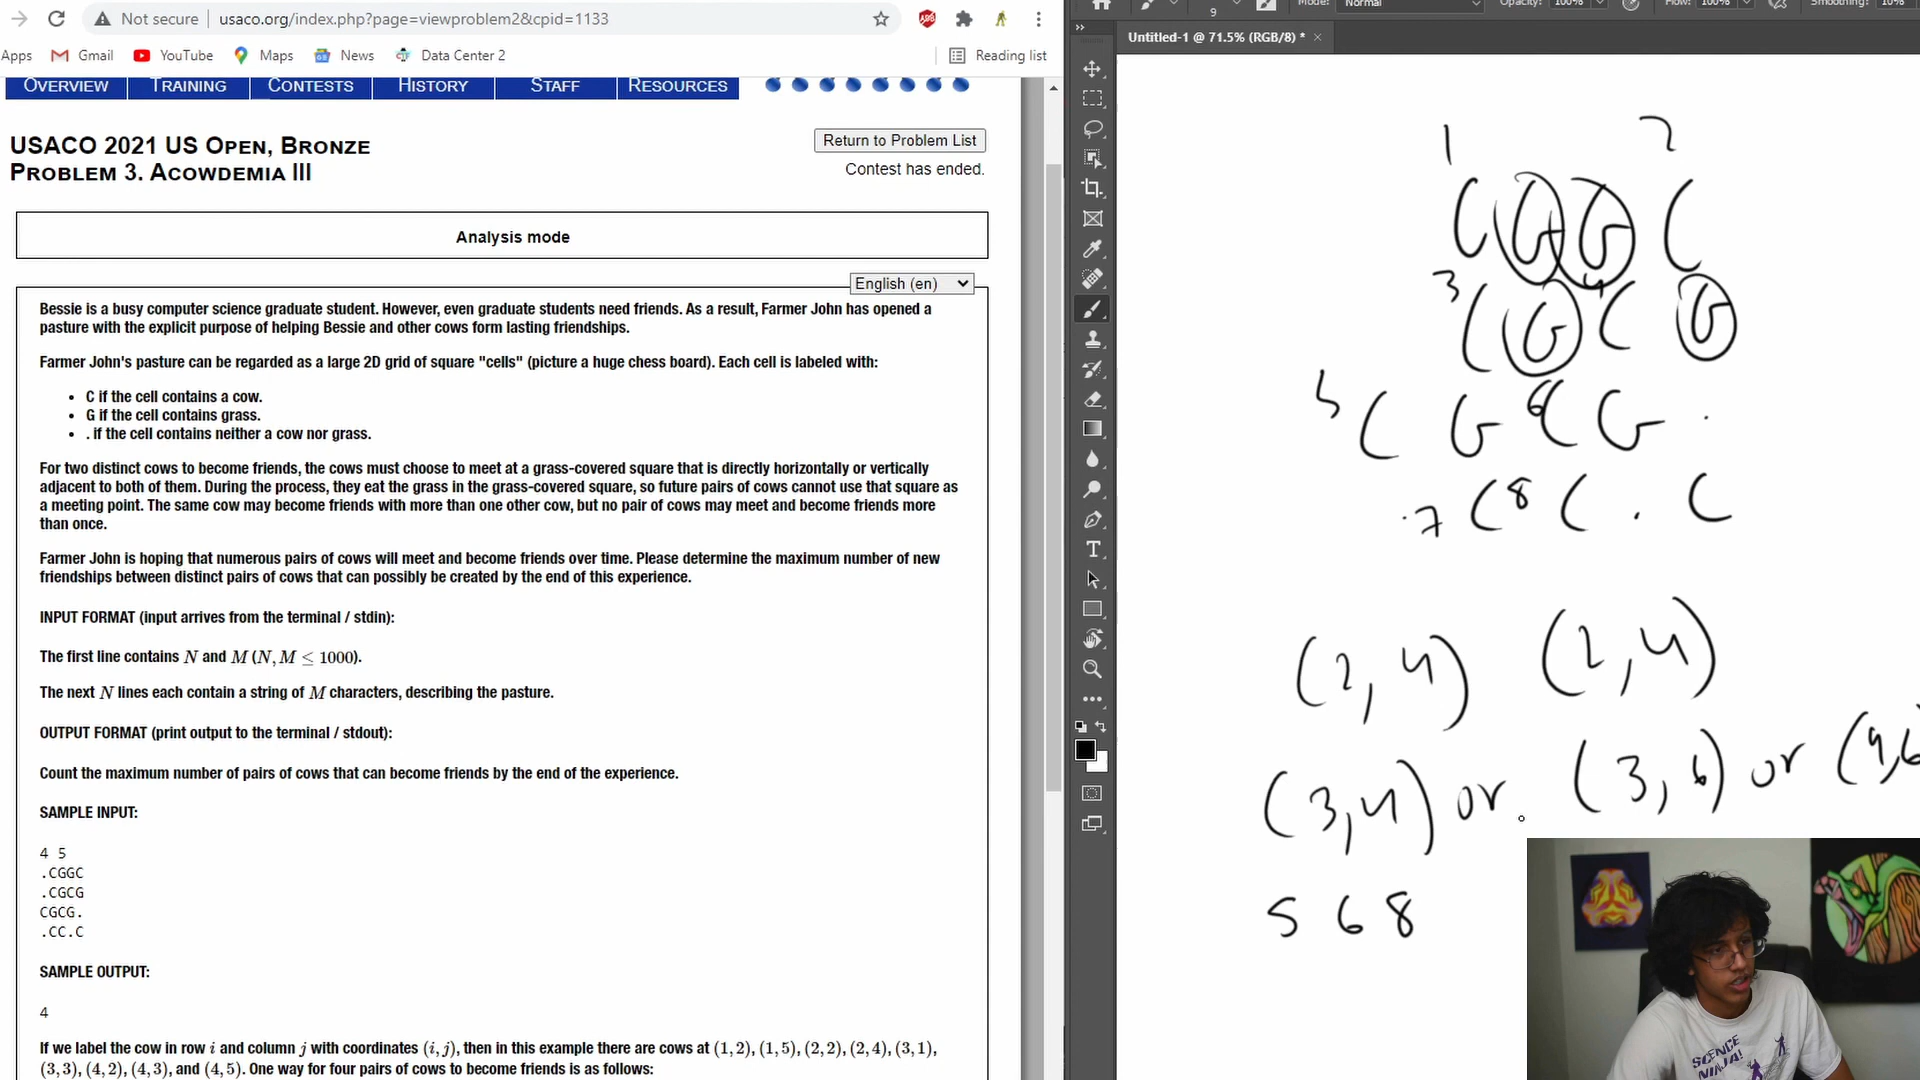 Not secure usaco.org/index.php?page=viewproblem2&cpid=1133
Apps Gmail YouTube Maps News Data Center 2 Reading list
OVERVIEW TRAINING CONTESTS HISTORY STAFF RESOURCES
USACO 2021 US OPEN, BRONZE
PROBLEM 3. ACOWDEMIA III
Return to Problem List
Contest has ended.
Analysis mode
English (en)
Bessie is a busy computer science graduate student. However, even graduate students need friends. As a result, Farmer John has opened a
pasture with the explicit purpose of helping Bessie and other cows form lasting friendships.
Farmer John's pasture can be regarded as a large 2D grid of square "cells" (picture a huge chess board). Each cell is labeled with:
• C if the cell contains a cow.
• G if the cell contains grass.
• . if the cell contains neither a cow nor grass.
For two distinct cows to become friends, the cows must choose to meet at a grass-covered square that is directly horizontally or vertically
adjacent to both of them. During the process, they eat the grass in the grass-covered square, so future pairs of cows cannot use that square as
a meeting point. The same cow may become friends with more than one other cow, but no pair of cows may meet and become friends more
than once.
Farmer John is hoping that numerous pairs of cows will meet and become friends over time. Please determine the maximum number of new
friendships between distinct pairs of cows that can possibly be created by the end of this experience.
INPUT FORMAT (input arrives from the terminal / stdin):
The first line contains N and M (N, M ≤ 1000).
The next N lines each contain a string of M characters, describing the pasture.
OUTPUT FORMAT (print output to the terminal / stdout):
Count the maximum number of pairs of cows that can become friends by the end of the experience.
SAMPLE INPUT:
4 5
.CGGC
.CGCG
CGCG.
.CC.C
SAMPLE OUTPUT:
4
If we label the cow in row i and column j with coordinates (i, j), then in this example there are cows at (1, 2), (1, 5), (2, 2), (2, 4), (3, 1),
(3, 3), (4, 2), (4, 3), and (4, 5). One way for four pairs of cows to become friends is as follows:
9 Mode: Normal Opacity: 100% Flow: 100% Smoothing: 10%
Untitled-1 @ 71.5% (RGB/8) *
1 2
C G G C
3 4
C G C G
5 C G 6 C G .
. 7 C 8 C . C
(2, 4) (2, 4)
(3, 4) or (3, 6) or (4, 6
5 6 8
SCIENCE
NINJA!